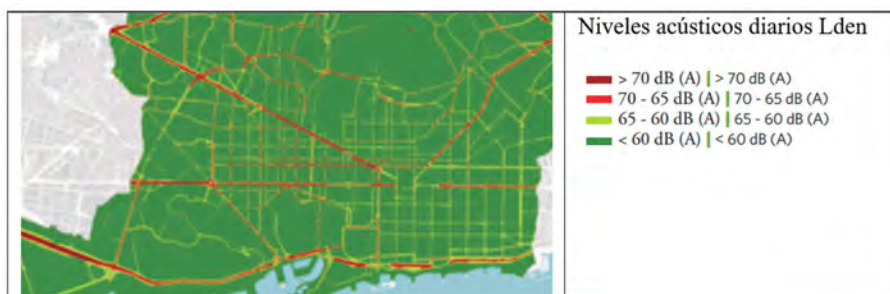 Niveles acústicos diarios Lden
> 70 dB (A) | > 70 dB (A)
70 - 65 dB (A) | 70 - 65 dB (A)
65 - 60 dB (A) | 65 - 60 dB (A)
< 60 dB (A) | < 60 dB (A)